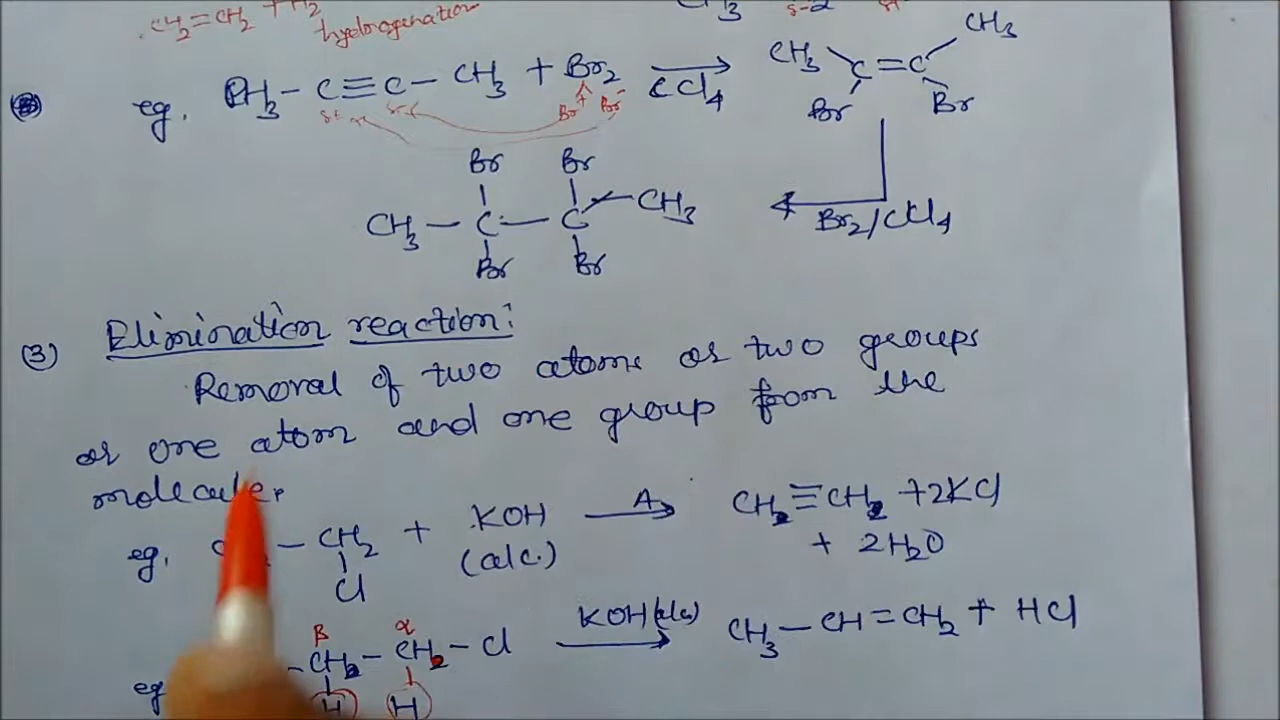 CH2=CH2 + H2
hydrogenation
CH3
eg. CH3 – C ≡ C – CH3 + Br2 → CCl4
δ+ δ- Br+ Br-
CH3 C=C CH3
Br Br
Br2/CCl4
Br Br
CH3 – C – C – CH3
Br Br
(3) Elimination reaction:
Removal of two atoms or two groups
or one atom and one group from the
molecule.
eg. – CH2 + KOH → Δ CH2≡CH2 + 2KCl
Cl (alc.) + 2H2O
β α
eg – CH2 – CH2 – Cl → KOH(alc) CH3 – CH = CH2 + HCl
H H